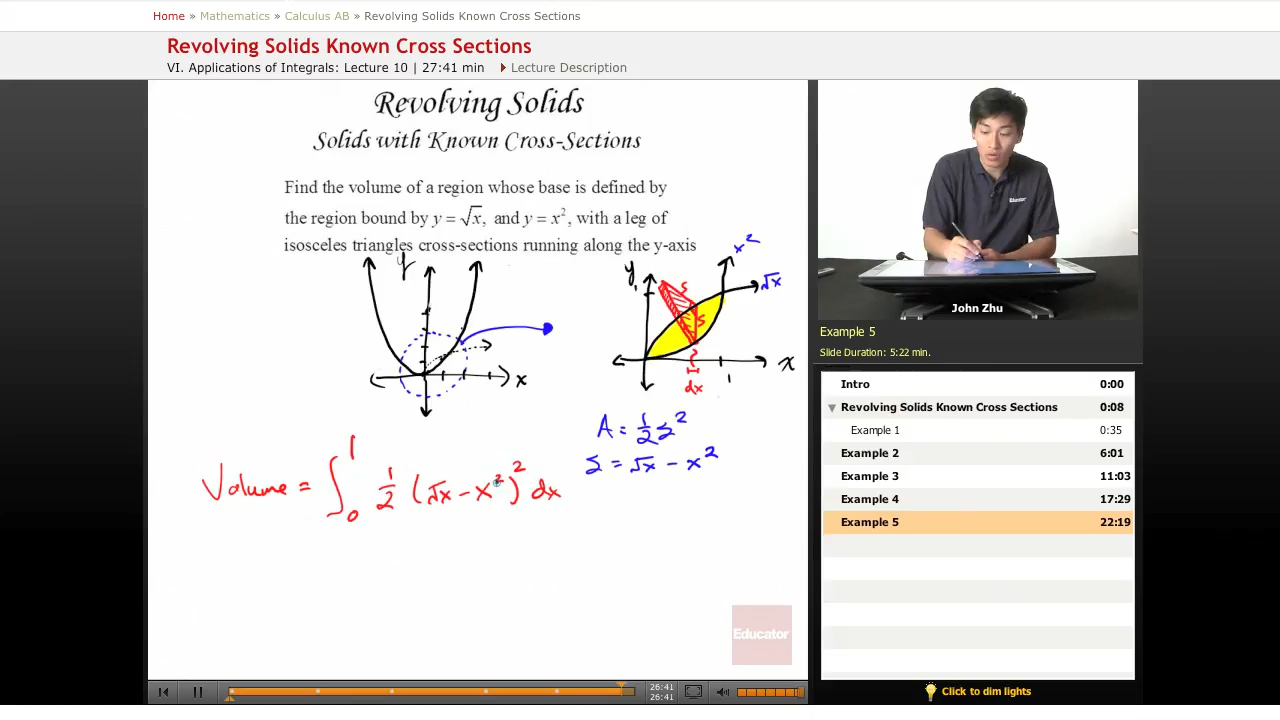 Home » Mathematics » Calculus AB » Revolving Solids Known Cross Sections
Revolving Solids Known Cross Sections
VI. Applications of Integrals: Lecture 10 | 27:41 min Lecture Description
Revolving Solids
Solids with Known Cross-Sections
Find the volume of a region whose base is defined by
the region bound by y = √x, and y = x², with a leg of
isosceles triangles cross-sections running along the y-axis
y
x
y
1
x²
√x
s
s
x
dx
1
A = ½ s²
s = √x − x²
Volume = ∫₀¹ ½ (√x − x²)² dx
Educator
26:41
26:41
Educator
John Zhu
Example 5
Slide Duration: 5:22 min.
Intro 0:00
Revolving Solids Known Cross Sections 0:08
Example 1 0:35
Example 2 6:01
Example 3 11:03
Example 4 17:29
Example 5 22:19
Click to dim lights